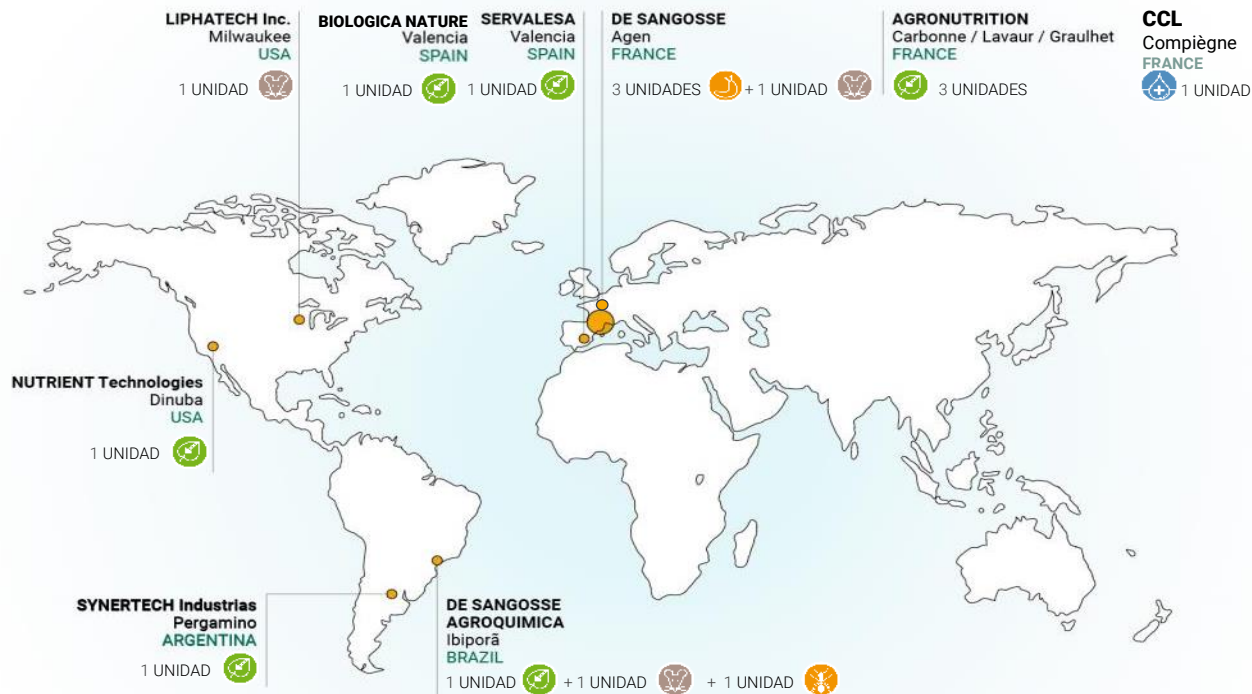 LIPHATECH Inc.
Milwaukee
USA
1 UNIDAD
BIOLOGICA NATURE
Valencia
SPAIN
1 UNIDAD
SERVALESA
Valencia
SPAIN
1 UNIDAD
DE SANGOSSE
Agen
FRANCE
3 UNIDADES + 1 UNIDAD
AGRONUTRITION
Carbonne / Lavaur / Graulhet
FRANCE
3 UNIDADES
CCL
Compiègne
FRANCE
1 UNIDAD
NUTRIENT Technologies
Dinuba
USA
1 UNIDAD
SYNERTECH Industrias
Pergamino
ARGENTINA
1 UNIDAD
DE SANGOSSE
AGROQUIMICA
Ibiporã
BRAZIL
1 UNIDAD + 1 UNIDAD + 1 UNIDAD